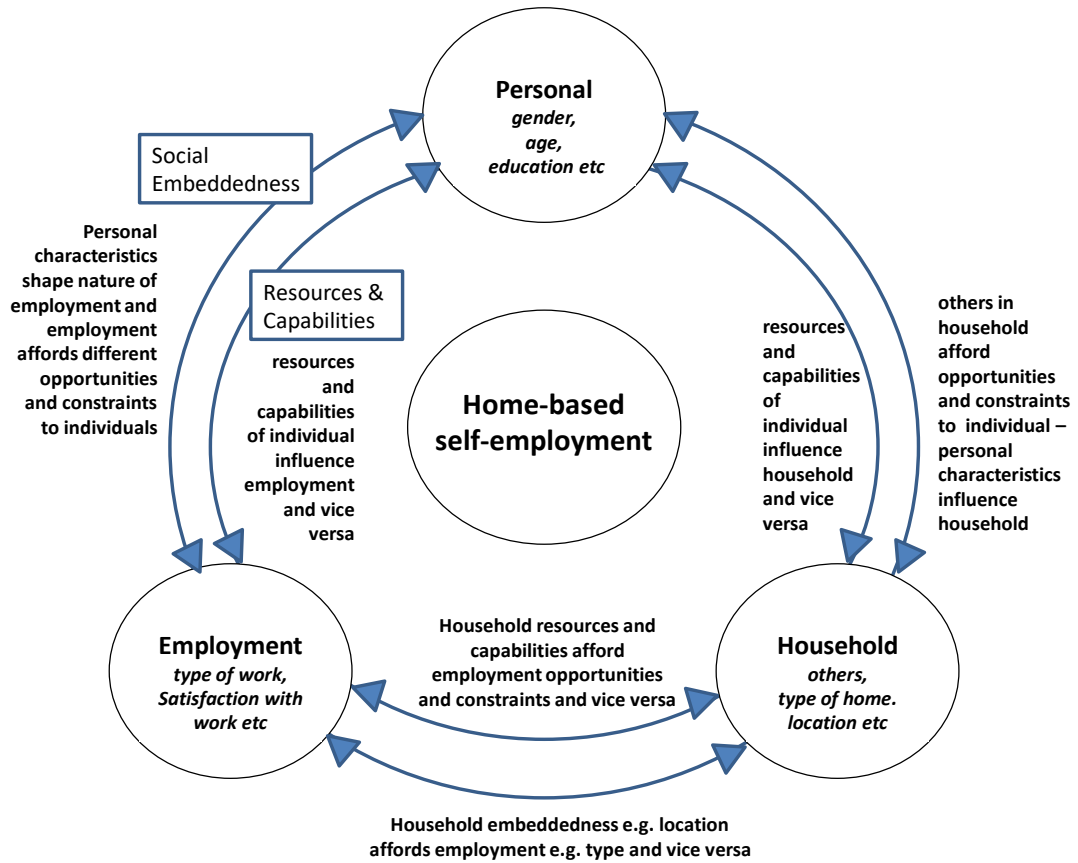 Personal
gender,
age,
education etc
Social
Embeddedness
Personal
characteristics
shape nature of
employment and
employment
affords different
opportunities
and constraints
to individuals
Resources &
Capabilities
resources
and
capabilities
of individual
influence
employment
and vice
versa
Home-based
self-employment
resources
and
capabilities
of
individual
influence
household
and vice
versa
others in
household
afford
opportunities
and constraints
to individual –
personal
characteristics
influence
household
Employment
type of work,
Satisfaction with
work etc
Household resources and
capabilities afford
employment opportunities
and constraints and vice versa
Household
others,
type of home.
location etc
Household embeddedness e.g. location
affords employment e.g. type and vice versa